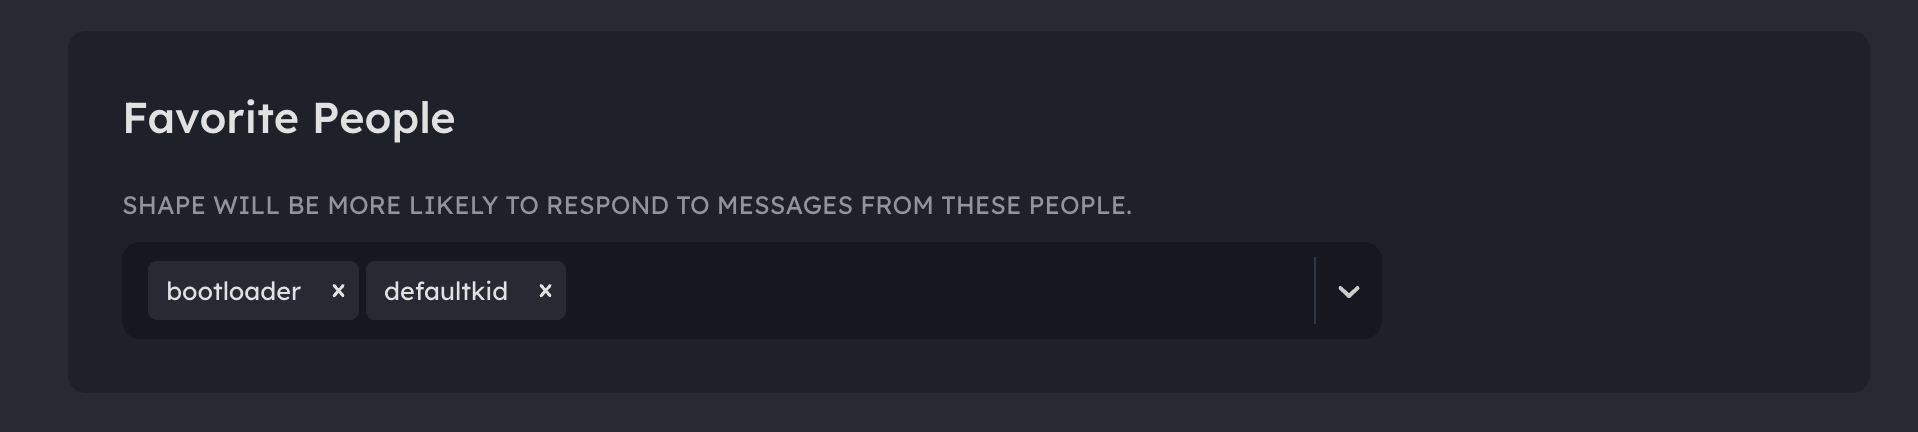 Favorite People
SHAPE WILL BE MORE LIKELY TO RESPOND TO MESSAGES FROM THESE PEOPLE.
bootloader x defaultkid x